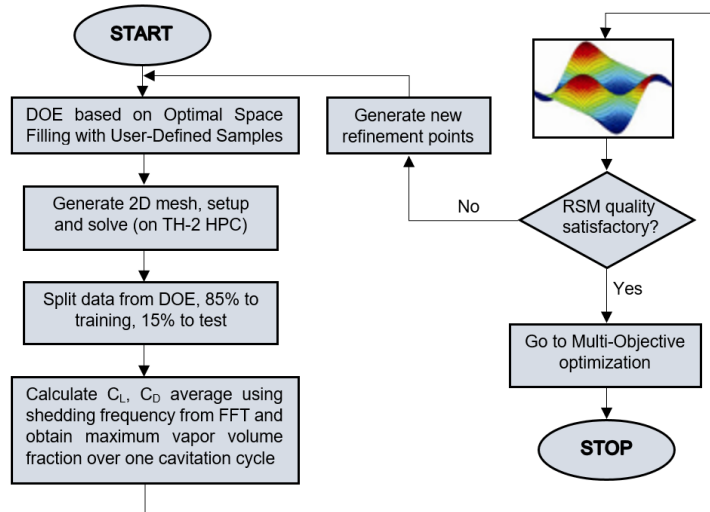 START
DOE based on Optimal Space
Filling with User-Defined Samples
Generate 2D mesh, setup
and solve (on TH-2 HPC)
Split data from DOE, 85% to
training, 15% to test
Calculate CL, CD average using
shedding frequency from FFT and
obtain maximum vapor volume
fraction over one cavitation cycle
Generate new
refinement points
No
RSM quality
satisfactory?
Yes
Go to Multi-Objective
optimization
STOP